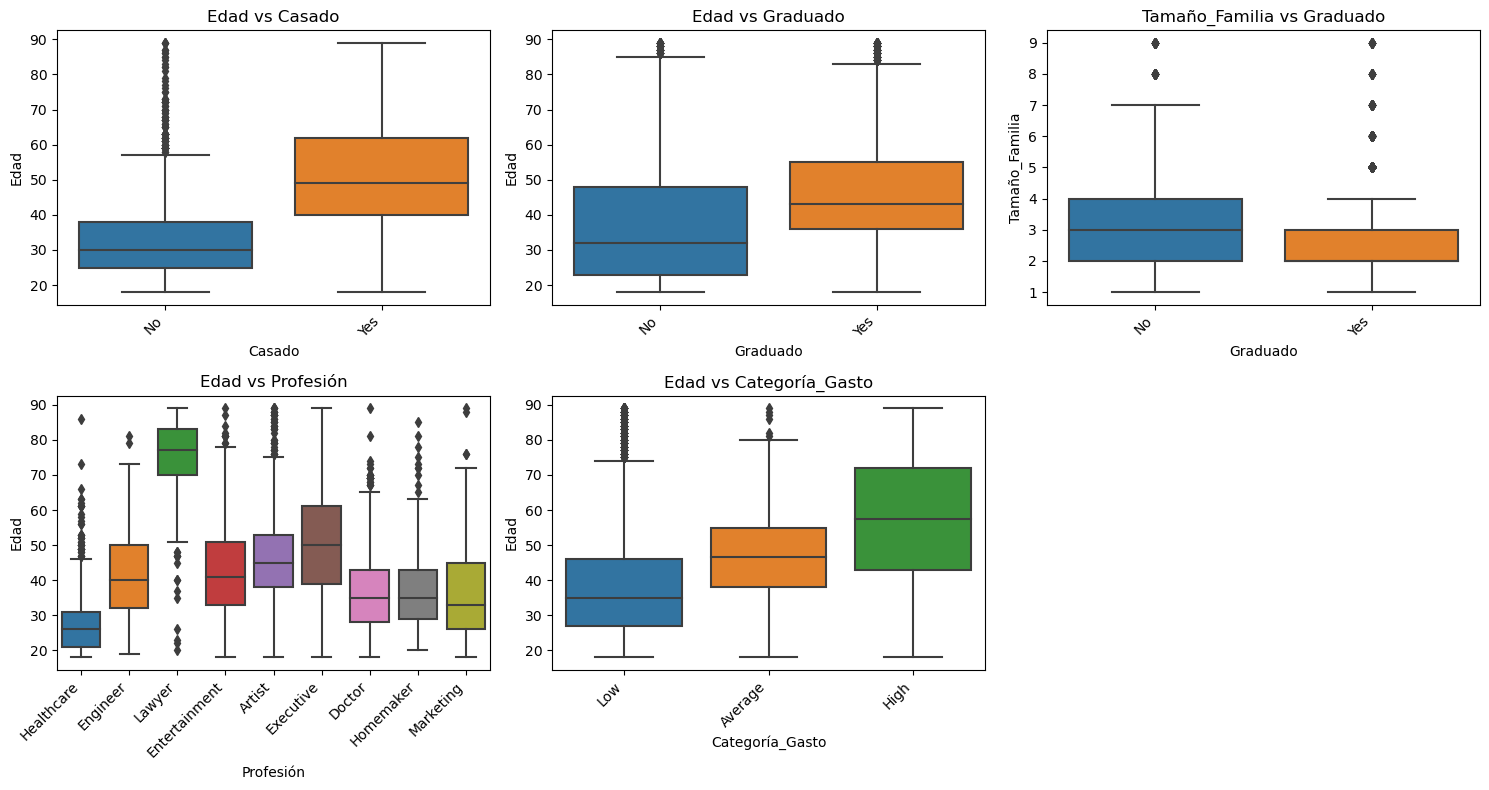 Edad vs Casado
90
80
70
60
50
40
30
20
Edad
No
Yes
Casado
Edad vs Graduado
90
80
70
60
50
40
30
20
Edad
No
Yes
Graduado
Tamaño_Familia vs Graduado
9
8
7
6
5
4
3
2
1
Tamaño_Familia
No
Yes
Graduado
Edad vs Profesión
90
80
70
60
50
40
30
20
Edad
Healthcare
Engineer
Lawyer
Entertainment
Artist
Executive
Doctor
Homemaker
Marketing
Profesión
Edad vs Categoría_Gasto
90
80
70
60
50
40
30
20
Edad
Low
Average
High
Categoría_Gasto